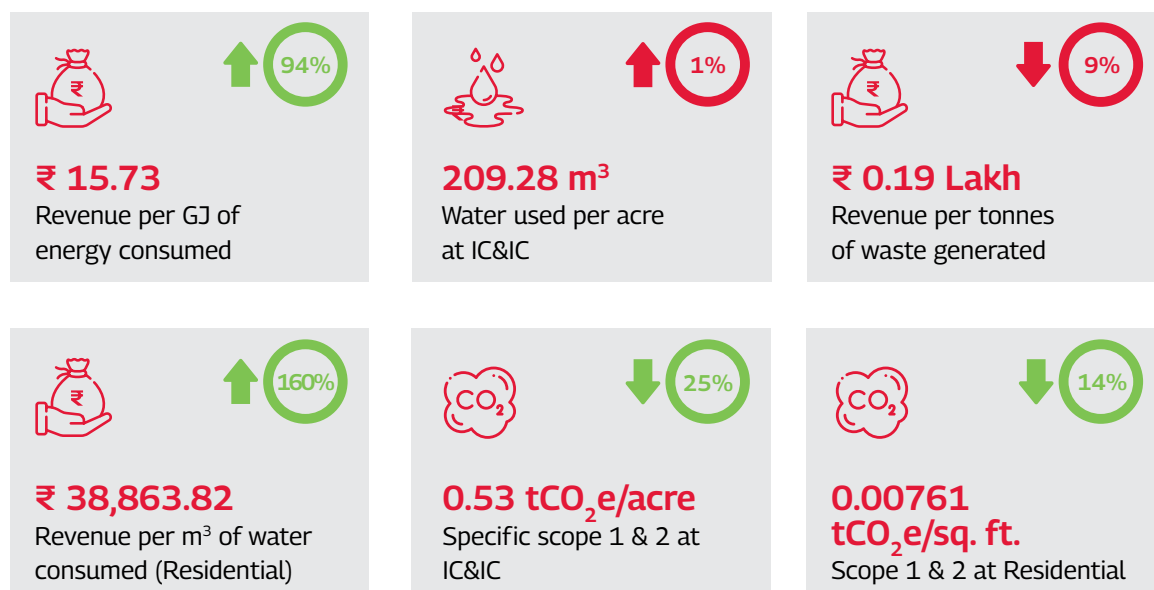 94%
₹
₹ 15.73
Revenue per GJ of
energy consumed
1%
₹
209.28 m³
Water used per acre
at IC&IC
9%
₹
₹ 0.19 Lakh
Revenue per tonnes
of waste generated
160%
₹
₹ 38,863.82
Revenue per m³ of water
consumed (Residential)
25%
CO₂
0.53 tCO₂e/acre
Specific scope 1 & 2 at
IC&IC
14%
CO₂
0.00761
tCO₂e/sq. ft.
Scope 1 & 2 at Residential